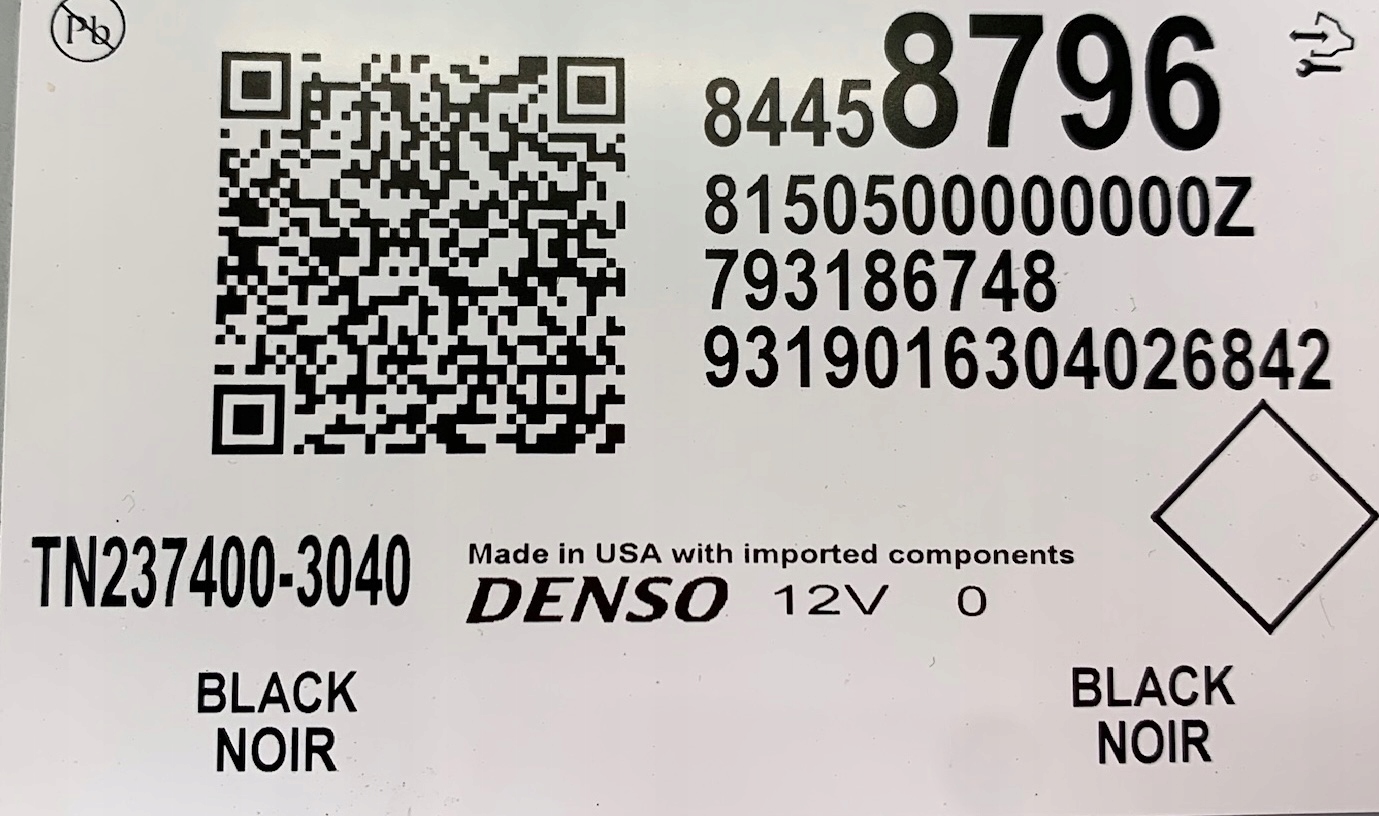 Pb
84458796
8150500000000Z
793186748
9319016304026842
TN237400-3040
Made in USA with imported components
DENSO 12V 0
BLACK
NOIR
BLACK
NOIR